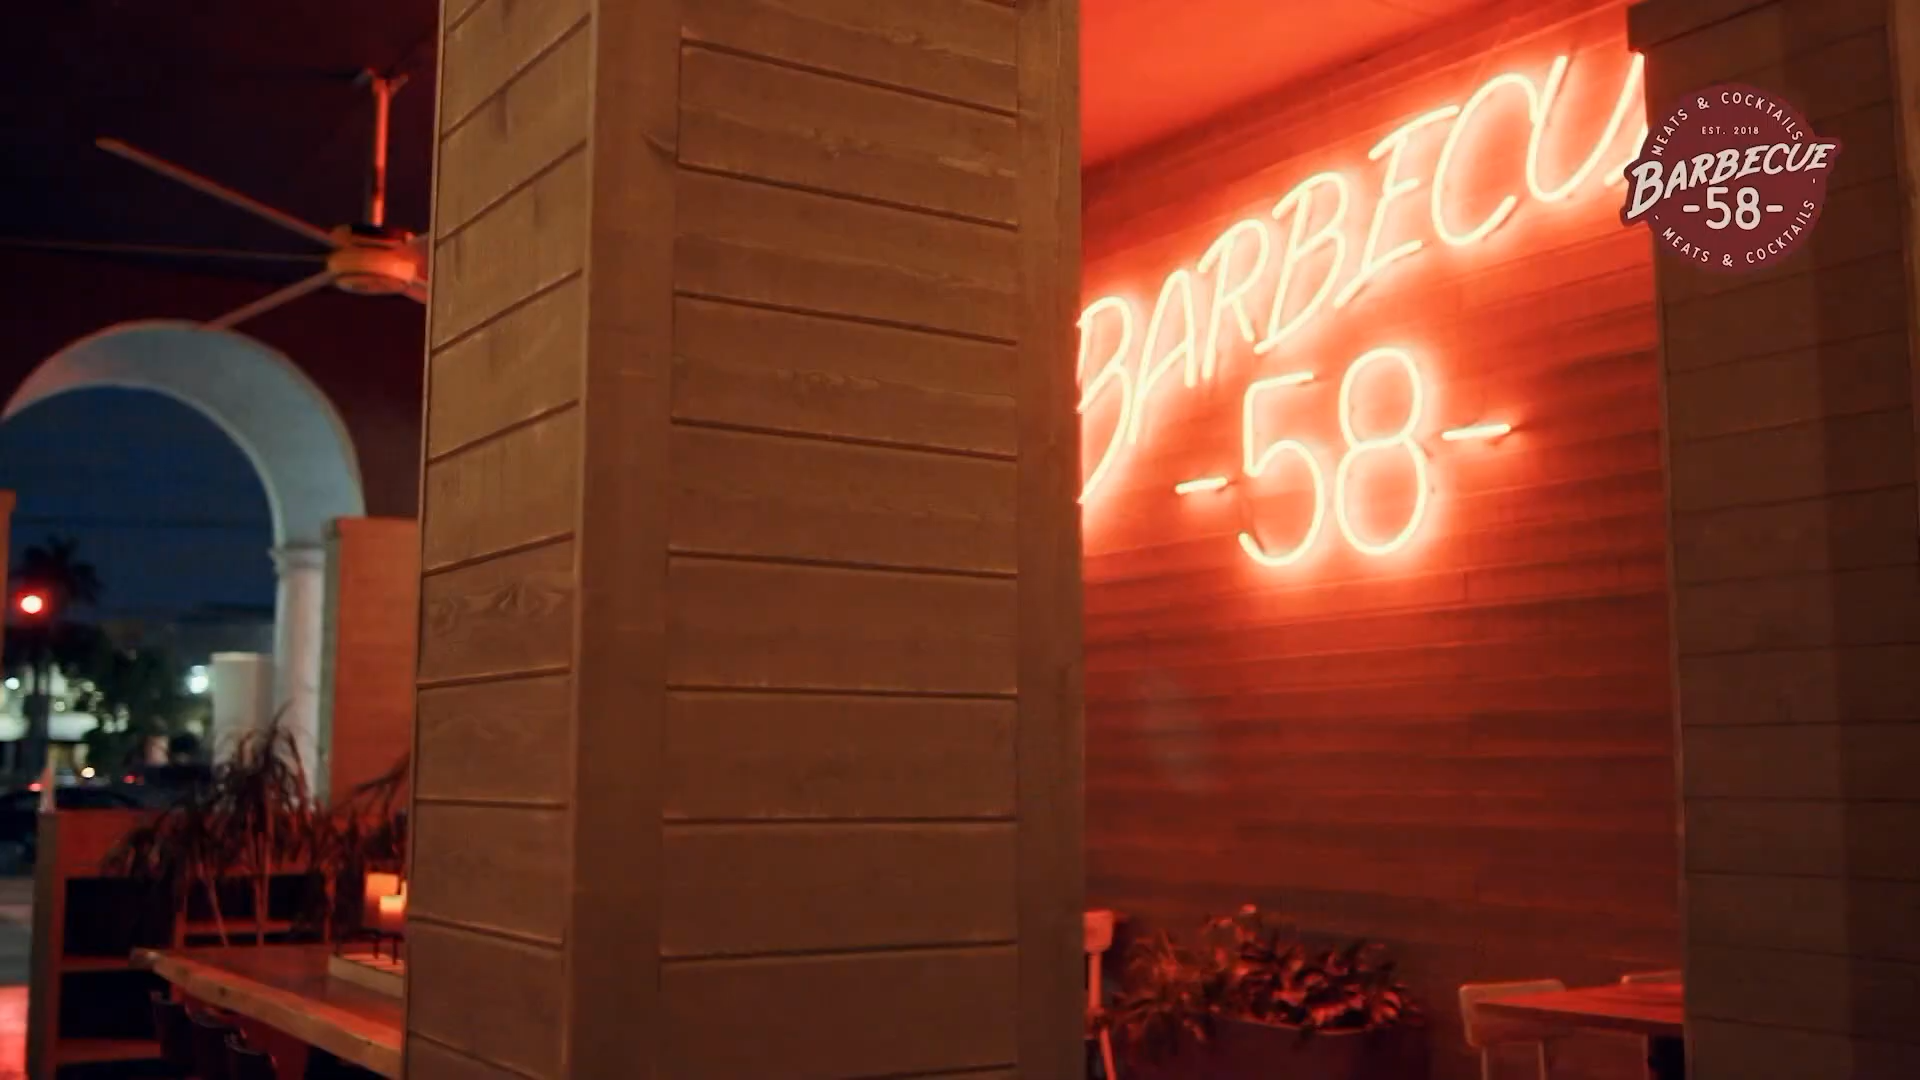 BARBECU
-58-
MEATS & COCKTAILS
EST. 2018
BARBECUE
-58-
MEATS & COCKTAILS